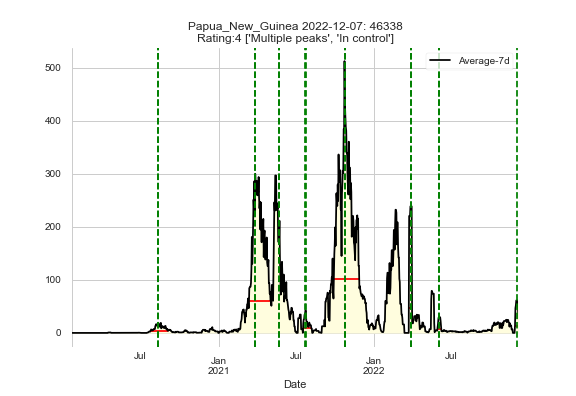 Papua_New_Guinea 2022-12-07: 46338
Rating:4 ['Multiple peaks', 'In control']
Average-7d
500
400
300
200
100
0
Jul
Jan
2021
Jul
Jan
2022
Jul
Date